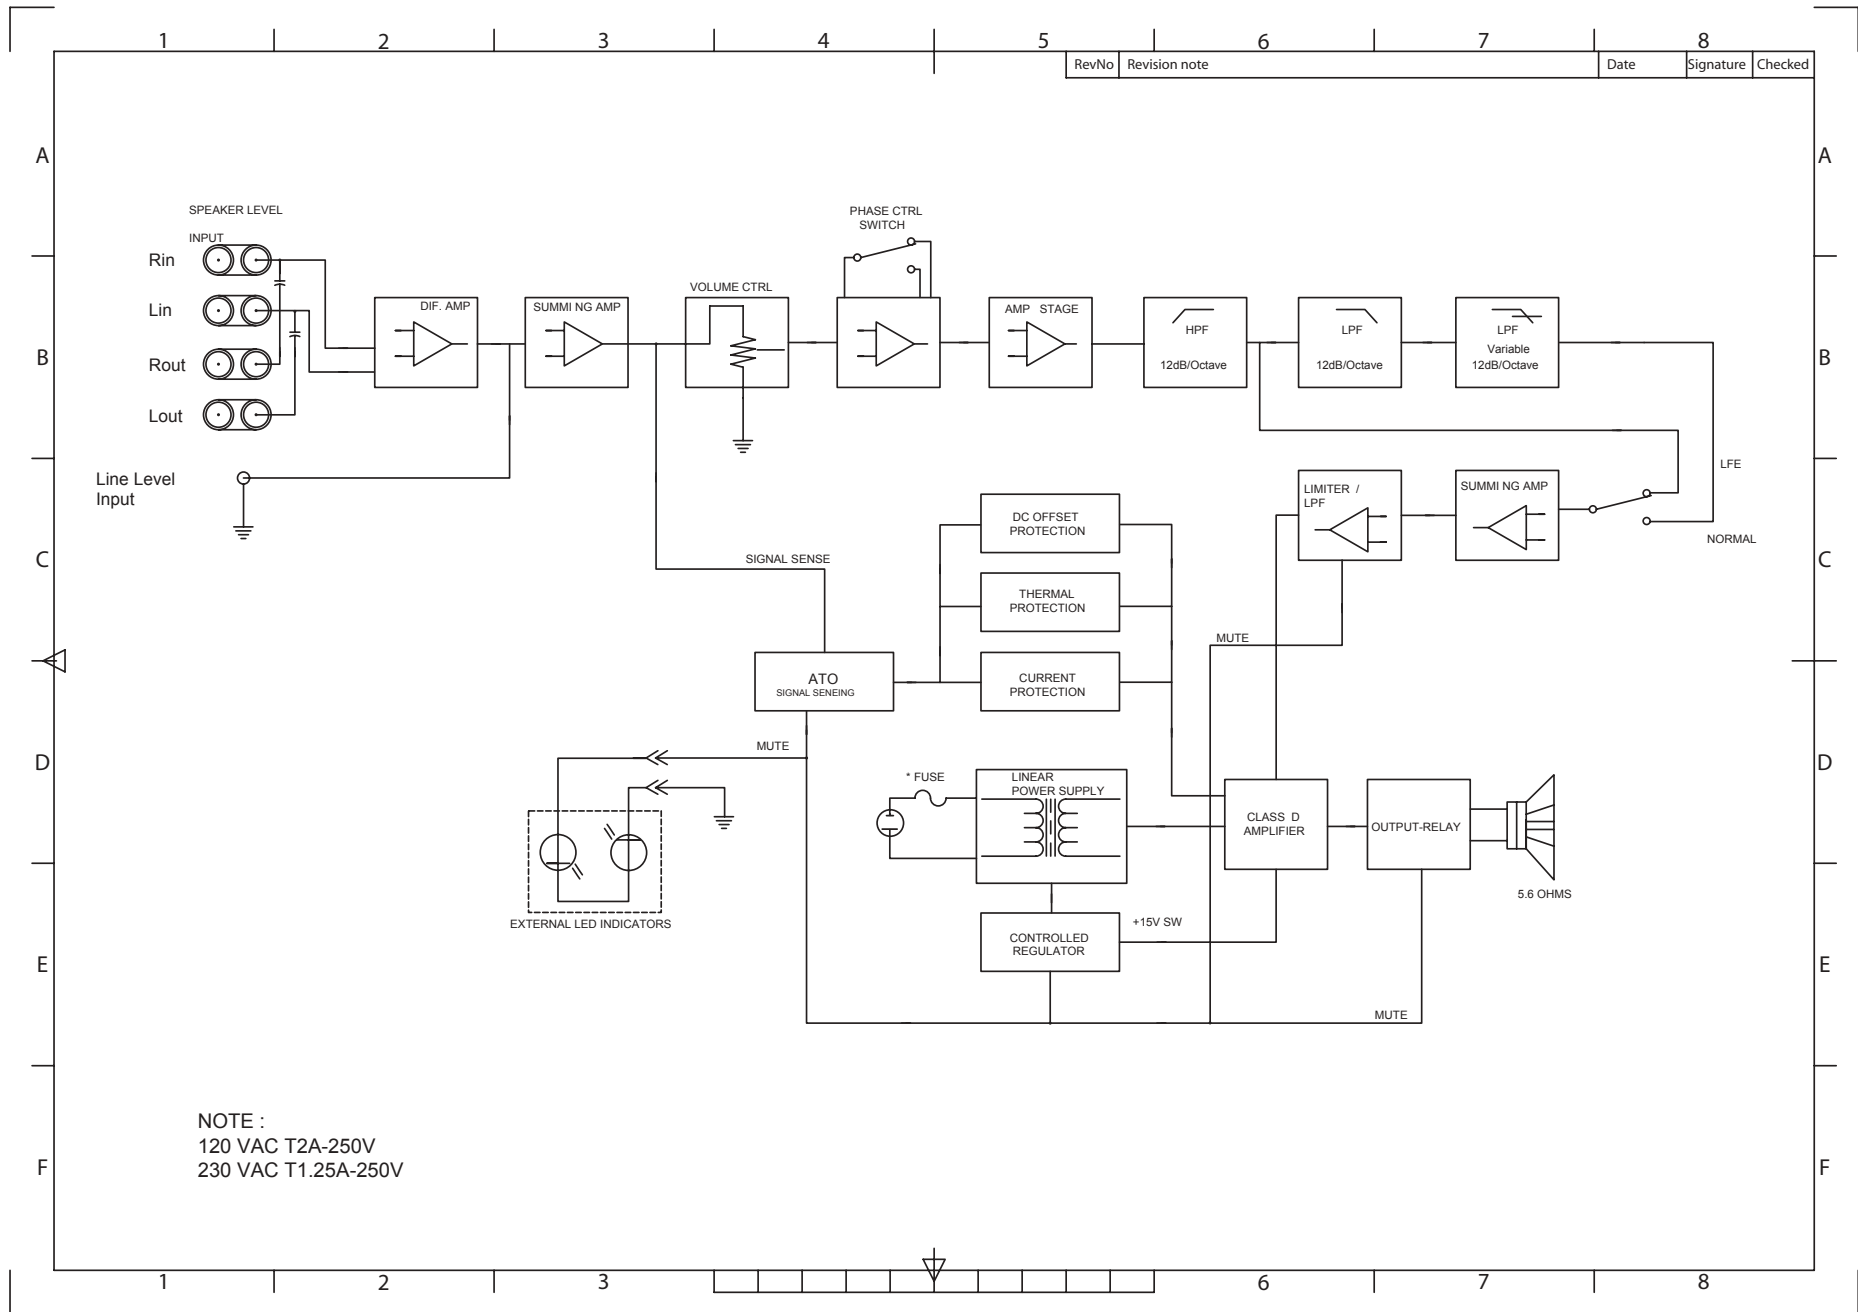 1 2 3 4 5 6 7 8
RevNo Revision note Date Signature Checked
A A
SPEAKER LEVEL
INPUT
PHASE CTRL
SWITCH
Rin
Lin
Rout
Lout
B B
DIF. AMP
SUMMI NG AMP
VOLUME CTRL
AMP STAGE
HPF
12dB/Octave
LPF
12dB/Octave
LPF
Variable
12dB/Octave
Line Level
Input
LFE
NORMAL
LIMITER /
LPF
SUMMI NG AMP
C C
DC OFFSET
PROTECTION
SIGNAL SENSE
THERMAL
PROTECTION
MUTE
ATO
SIGNAL SENEING
CURRENT
PROTECTION
D D
MUTE
* FUSE
LINEAR
POWER SUPPLY
CLASS D
AMPLIFIER
OUTPUT-RELAY
5.6 OHMS
EXTERNAL LED INDICATORS
+15V SW
CONTROLLED
REGULATOR
E E
MUTE
NOTE :
120 VAC T2A-250V
230 VAC T1.25A-250V
F F
1 2 3 6 7 8